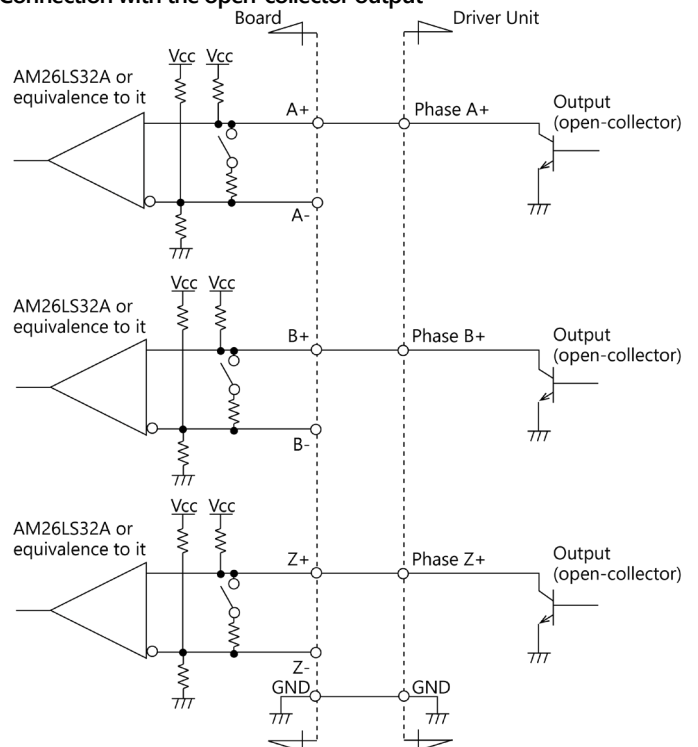 Connection with the open-collector output
Board
Driver Unit
Vcc
Vcc
AM26LS32A or
equivalence to it
A+
Phase A+
Output
(open-collector)
A-
Vcc
Vcc
AM26LS32A or
equivalence to it
B+
Phase B+
Output
(open-collector)
B-
Vcc
Vcc
AM26LS32A or
equivalence to it
Z+
Phase Z+
Output
(open-collector)
Z-
GND
GND